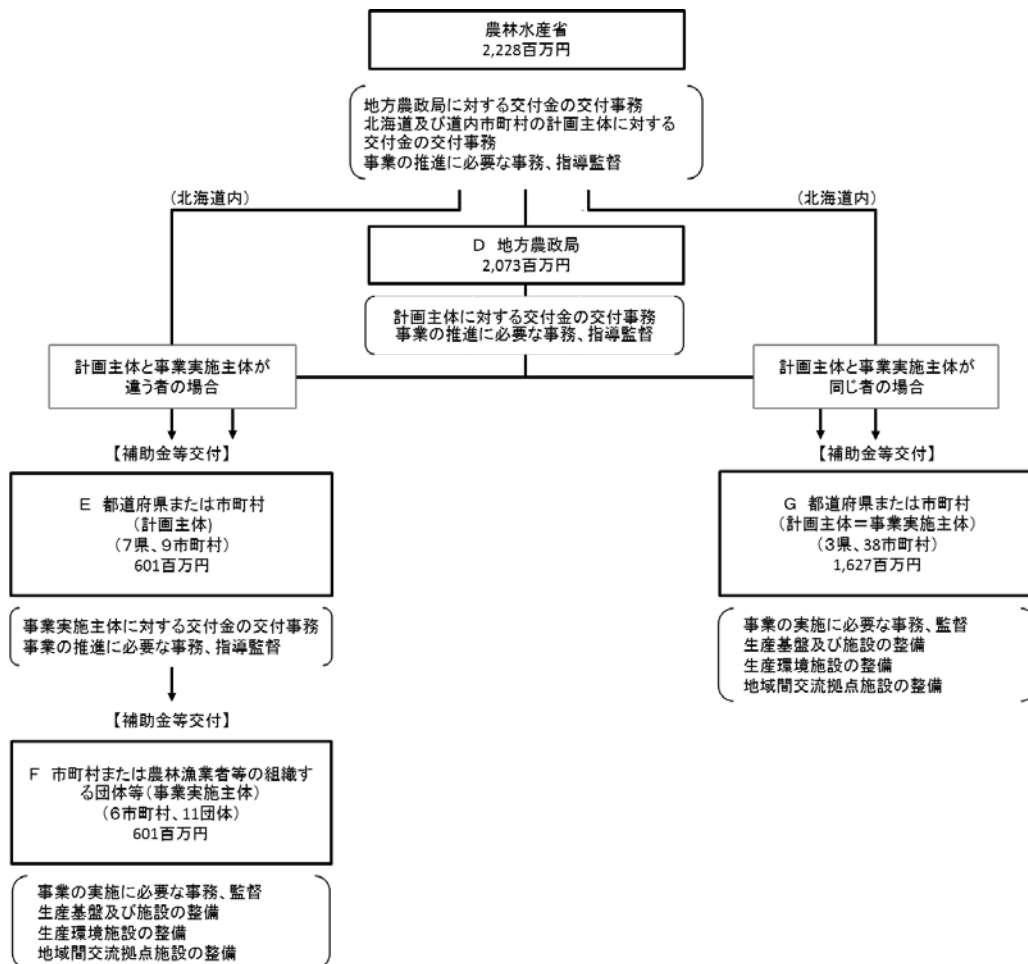 農林水産省
2,228百万円
地方農政局に対する交付金の交付事務
北海道及び道内市町村の計画主体に対する
交付金の交付事務
事業の推進に必要な事務、指導監督
(北海道内)
(北海道内)
D 地方農政局
2,073百万円
計画主体に対する交付金の交付事務
事業の推進に必要な事務、指導監督
計画主体と事業実施主体が
違う者の場合
計画主体と事業実施主体が
同じ者の場合
【補助金等交付】
【補助金等交付】
E 都道府県または市町村
(計画主体)
(7県、9市町村)
601百万円
G 都道府県または市町村
(計画主体=事業実施主体)
(3県、38市町村)
1,627百万円
事業実施主体に対する交付金の交付事務
事業の推進に必要な事務、指導監督
事業の実施に必要な事務、監督
生産基盤及び施設の整備
生産環境施設の整備
地域間交流拠点施設の整備
【補助金等交付】
F 市町村または農林漁業者等の組織す
る団体等(事業実施主体)
(6市町村、11団体)
601百万円
事業の実施に必要な事務、監督
生産基盤及び施設の整備
生産環境施設の整備
地域間交流拠点施設の整備